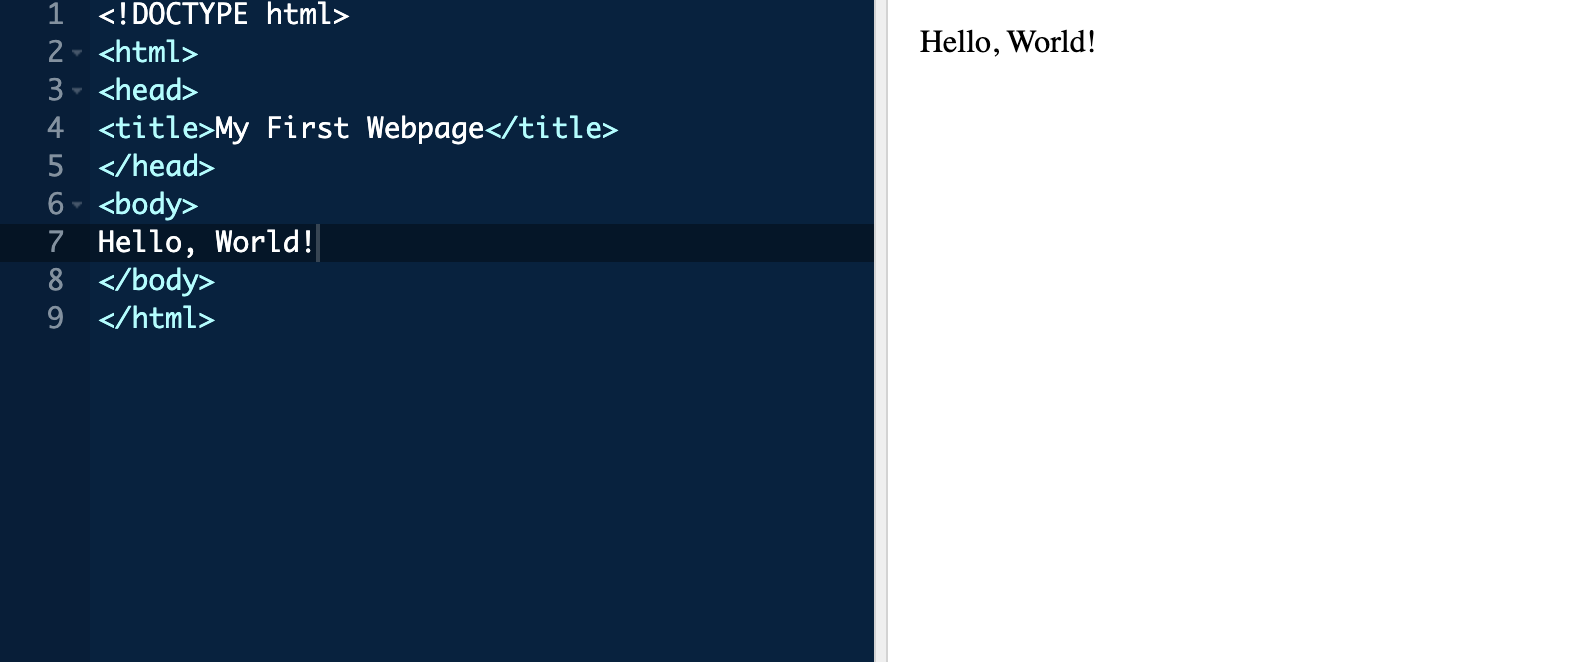 1 <!DOCTYPE html>
2 <html>
3 <head>
4 <title>My First Webpage</title>
5 </head>
6 <body>
7 Hello, World!
8 </body>
9 </html>
Hello, World!